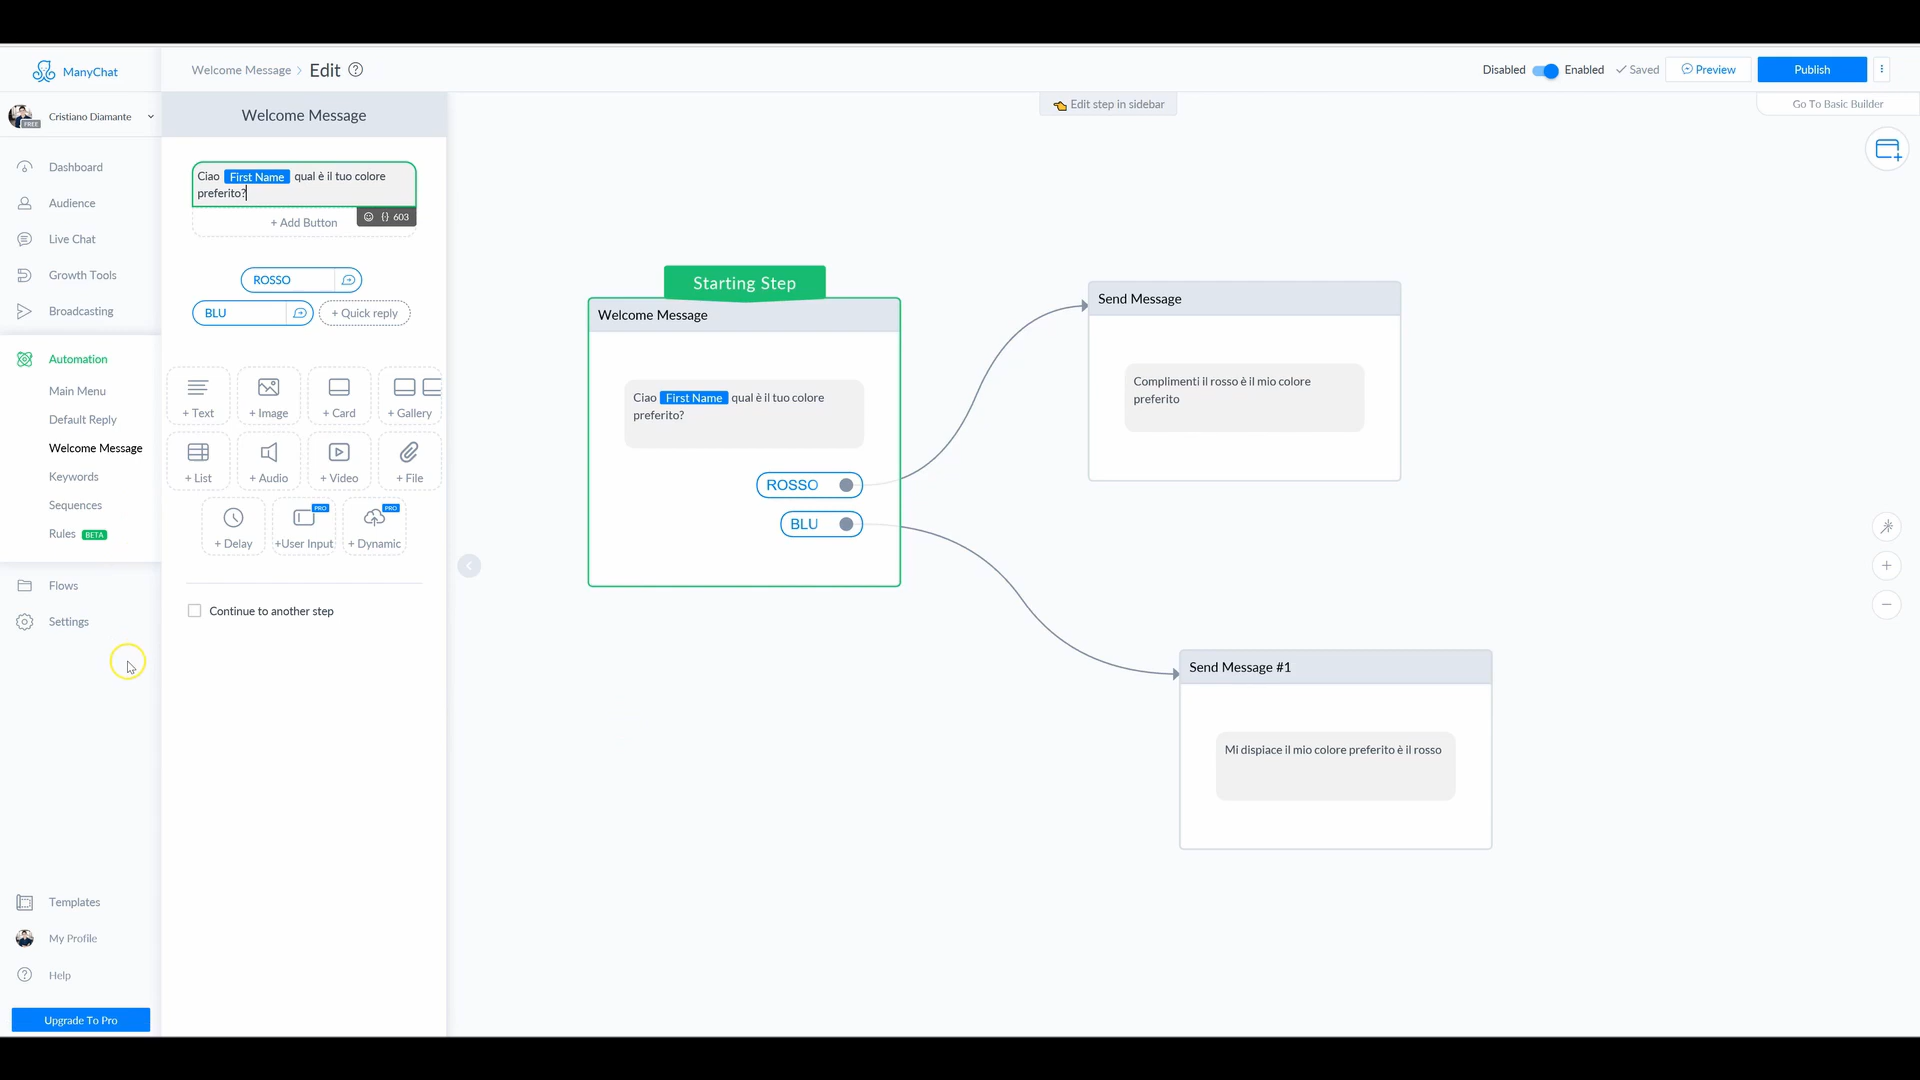 ManyChat
Welcome Message
Edit
Disabled
Enabled
Saved
Preview
Publish
FREE
Cristiano Diamante
Welcome Message
Edit step in sidebar
Go To Basic Builder
Dashboard
Audience
Live Chat
Growth Tools
Broadcasting
Automation
Main Menu
Default Reply
Welcome Message
Keywords
Sequences
Rules BETA
Flows
Settings
Templates
My Profile
Help
Upgrade To Pro
Ciao First Name qual è il tuo colore
preferito?
+ Add Button
{} 603
ROSSO
BLU
+ Quick reply
+ Text
+ Image
+ Card
+ Gallery
+ List
+ Audio
+ Video
+ File
+ Delay
PRO
+User Input
PRO
+ Dynamic
Continue to another step
Starting Step
Welcome Message
Ciao First Name qual è il tuo colore
preferito?
ROSSO
BLU
Send Message
Complimenti il rosso è il mio colore
preferito
Send Message #1
Mi dispiace il mio colore preferito è il rosso